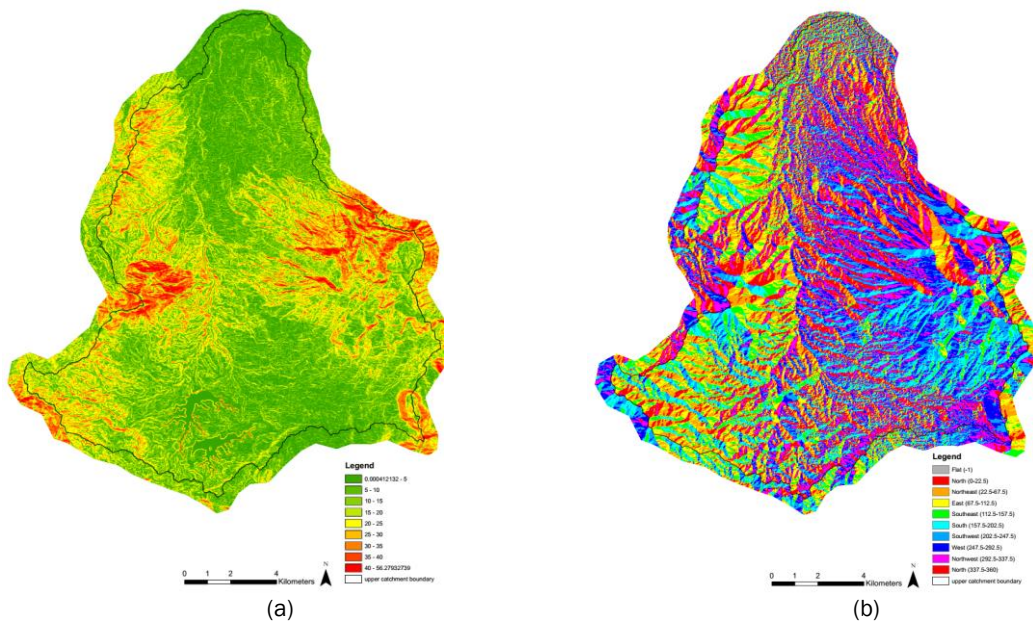 Legend
0.000412132 - 5
5 - 10
10 - 15
15 - 20
20 - 25
25 - 30
30 - 35
35 - 40
40 - 56.27932739
upper catchment boundary
0 1 2 4
Kilometers
N
(a)
Legend
Flat (-1)
North (0-22.5)
Northeast (22.5-67.5)
East (67.5-112.5)
Southeast (112.5-157.5)
South (157.5-202.5)
Southwest (202.5-247.5)
West (247.5-292.5)
Northwest (292.5-337.5)
North (337.5-360)
upper catchment boundary
0 1 2 4
Kilometers
N
(b)